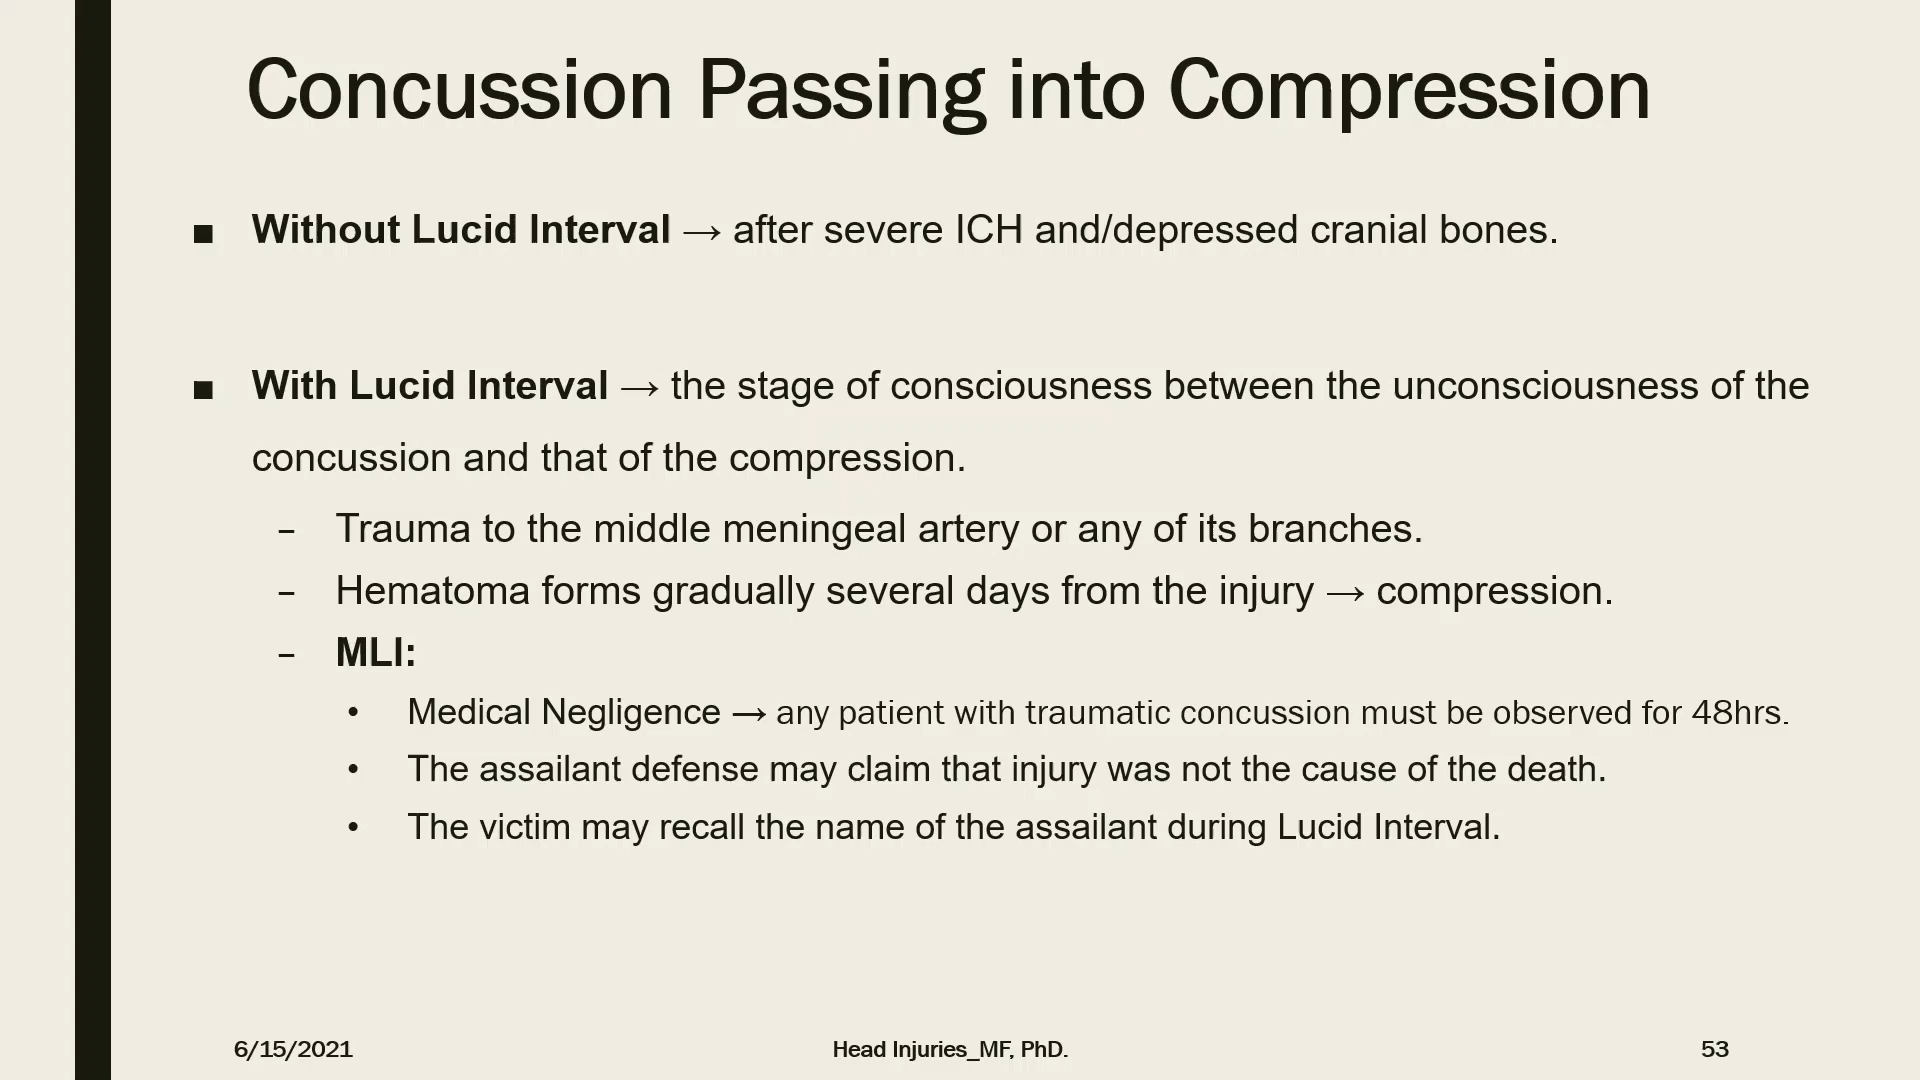 Concussion Passing into Compression
■ Without Lucid Interval → after severe ICH and/depressed cranial bones.
■ With Lucid Interval → the stage of consciousness between the unconsciousness of the
concussion and that of the compression.
– Trauma to the middle meningeal artery or any of its branches.
– Hematoma forms gradually several days from the injury → compression.
– MLI:
• Medical Negligence → any patient with traumatic concussion must be observed for 48hrs.
• The assailant defense may claim that injury was not the cause of the death.
• The victim may recall the name of the assailant during Lucid Interval.
6/15/2021 Head Injuries_MF, PhD. 53